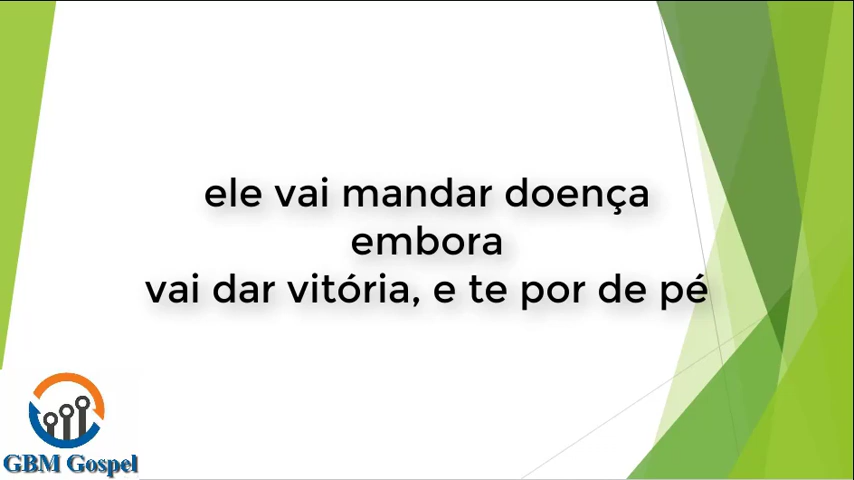 ele vai mandar doença
embora
vai dar vitória, e te por de pé
GBM Gospel